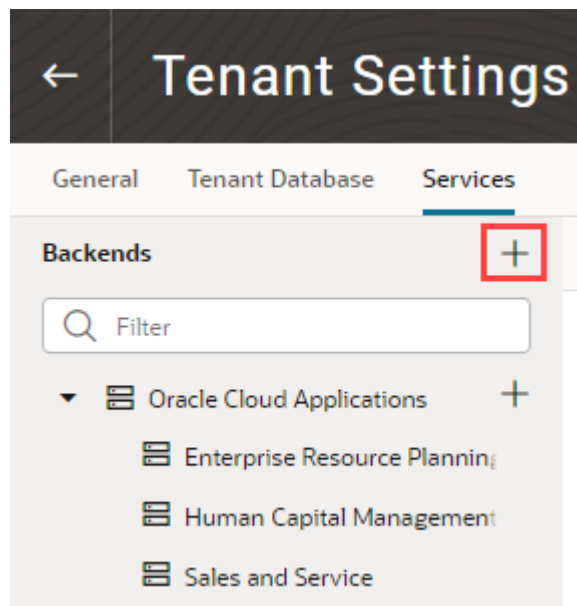 Tenant Settings
General Tenant Database Services
Backends
Filter
Oracle Cloud Applications
Enterprise Resource Planning
Human Capital Management
Sales and Service